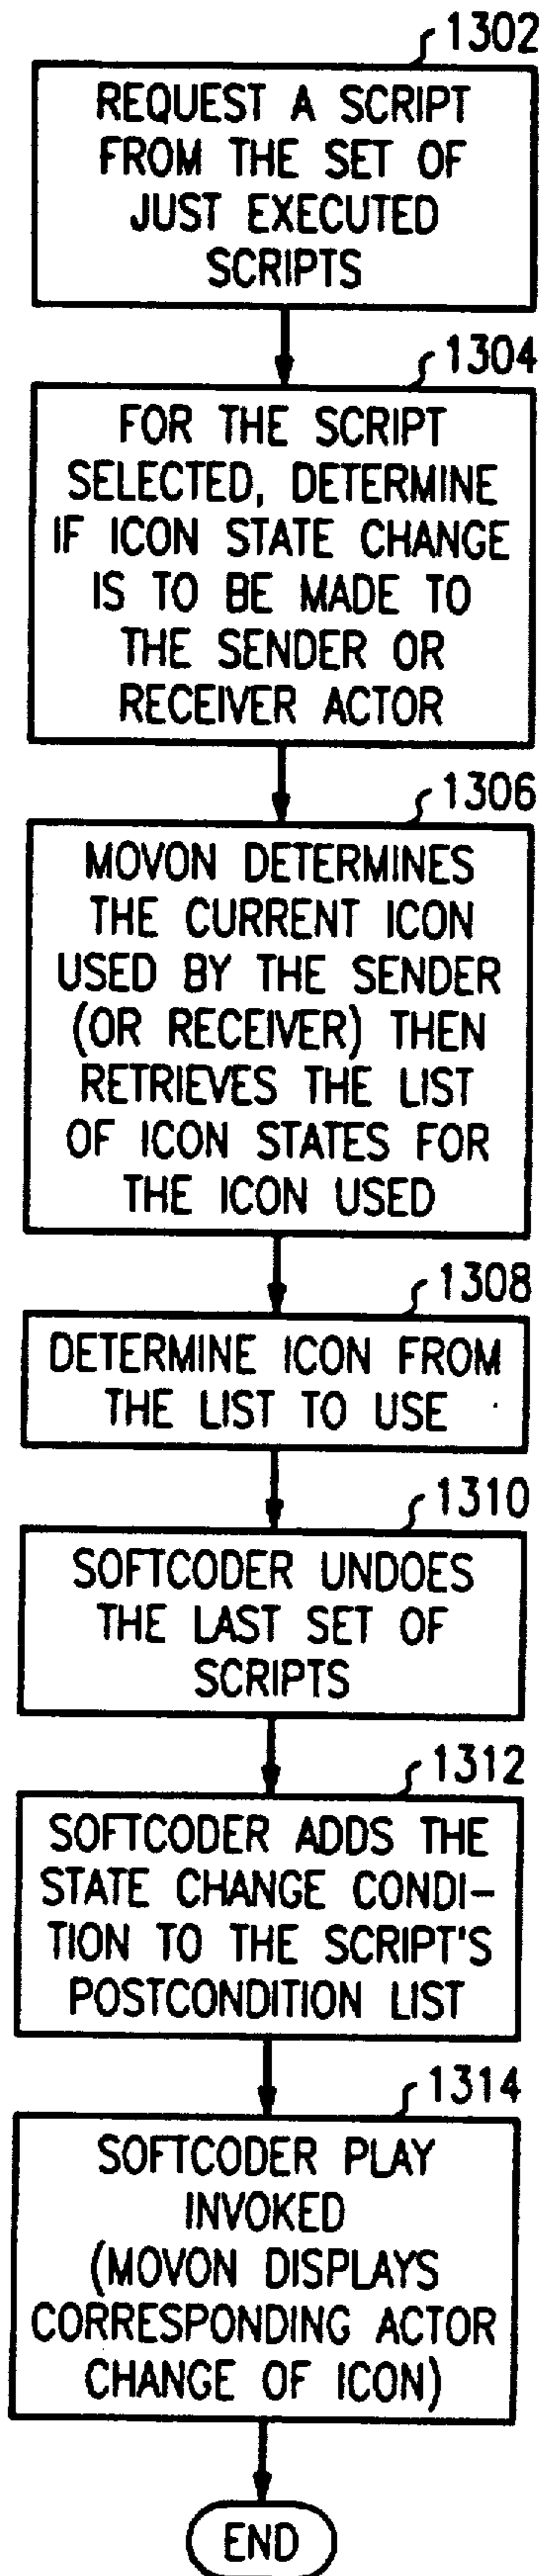 1302
REQUEST A SCRIPT
FROM THE SET OF
JUST EXECUTED
SCRIPTS
1304
FOR THE SCRIPT
SELECTED, DETERMINE
IF ICON STATE CHANGE
IS TO BE MADE TO
THE SENDER OR
RECEIVER ACTOR
1306
MOVON DETERMINES
THE CURRENT ICON
USED BY THE SENDER
(OR RECEIVER) THEN
RETRIEVES THE LIST
OF ICON STATES FOR
THE ICON USED
1308
DETERMINE ICON FROM
THE LIST TO USE
1310
SOFTCODER UNDOES
THE LAST SET OF
SCRIPTS
1312
SOFTCODER ADDS THE
STATE CHANGE CONDI-
TION TO THE SCRIPT'S
POSTCONDITION LIST
1314
SOFTCODER PLAY
INVOKED
(MOVON DISPLAYS
CORRESPONDING ACTOR
CHANGE OF ICON)
END